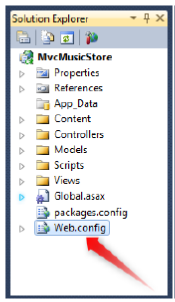 Solution Explorer
MvcMusicStore
Properties
References
App_Data
Content
Controllers
Models
Scripts
Views
Global.asax
packages.config
Web.config